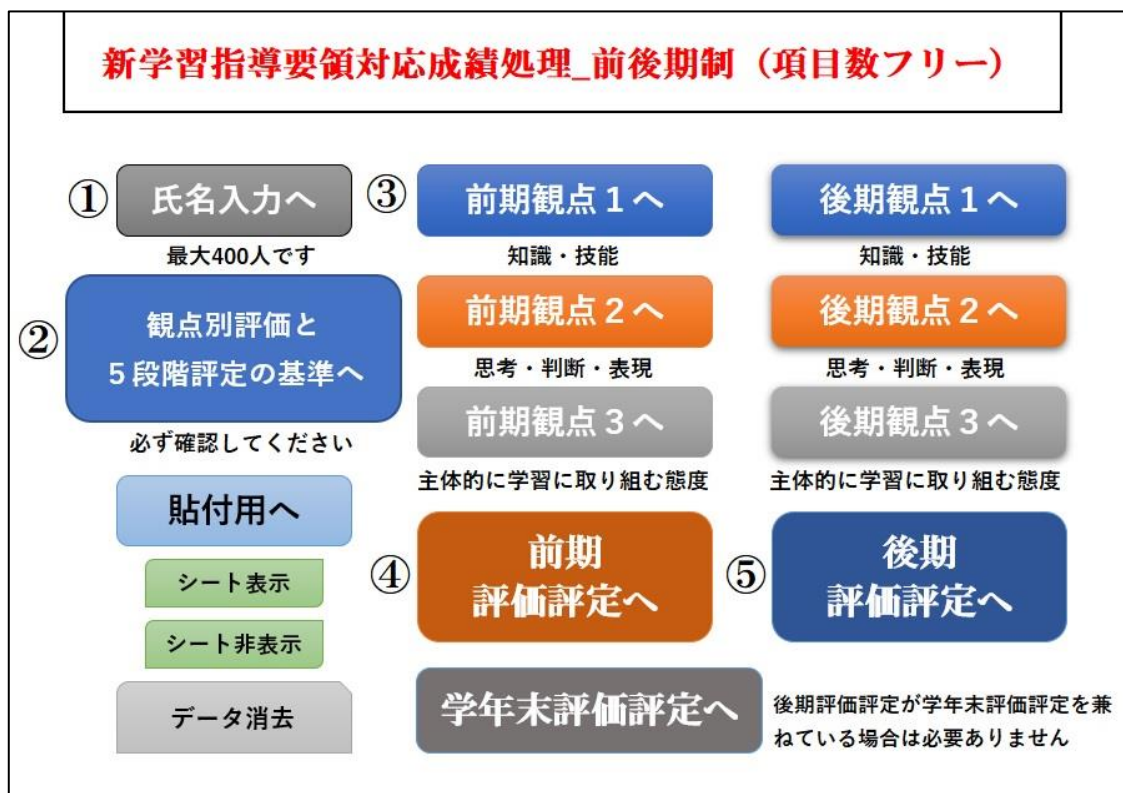 新学習指導要領対応成績処理_前後期制（項目数フリー）
①
氏名入力へ
最大400人です
②
観点別評価と
５段階評定の基準へ
必ず確認してください
貼付用へ
シート表示
シート非表示
データ消去
③
前期観点１へ
知識・技能
前期観点２へ
思考・判断・表現
前期観点３へ
主体的に学習に取り組む態度
④
前期
評価評定へ
後期観点１へ
知識・技能
後期観点２へ
思考・判断・表現
後期観点３へ
主体的に学習に取り組む態度
⑤
後期
評価評定へ
学年末評価評定へ
後期評価評定が学年末評価評定を兼
ねている場合は必要ありません